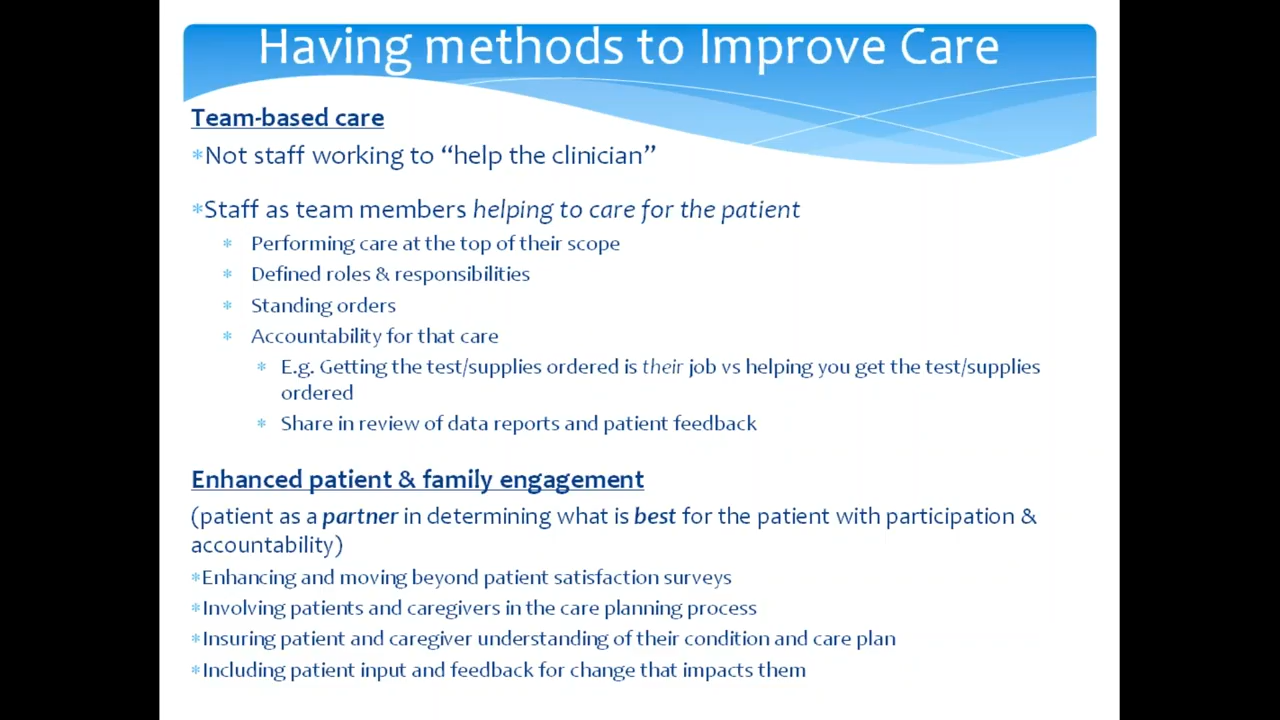 Having methods to Improve Care
Team-based care
*Not staff working to “help the clinician”
*Staff as team members helping to care for the patient
* Performing care at the top of their scope
* Defined roles & responsibilities
* Standing orders
* Accountability for that care
* E.g. Getting the test/supplies ordered is their job vs helping you get the test/supplies
ordered
* Share in review of data reports and patient feedback
Enhanced patient & family engagement
(patient as a partner in determining what is best for the patient with participation &
accountability)
*Enhancing and moving beyond patient satisfaction surveys
*Involving patients and caregivers in the care planning process
*Insuring patient and caregiver understanding of their condition and care plan
*Including patient input and feedback for change that impacts them